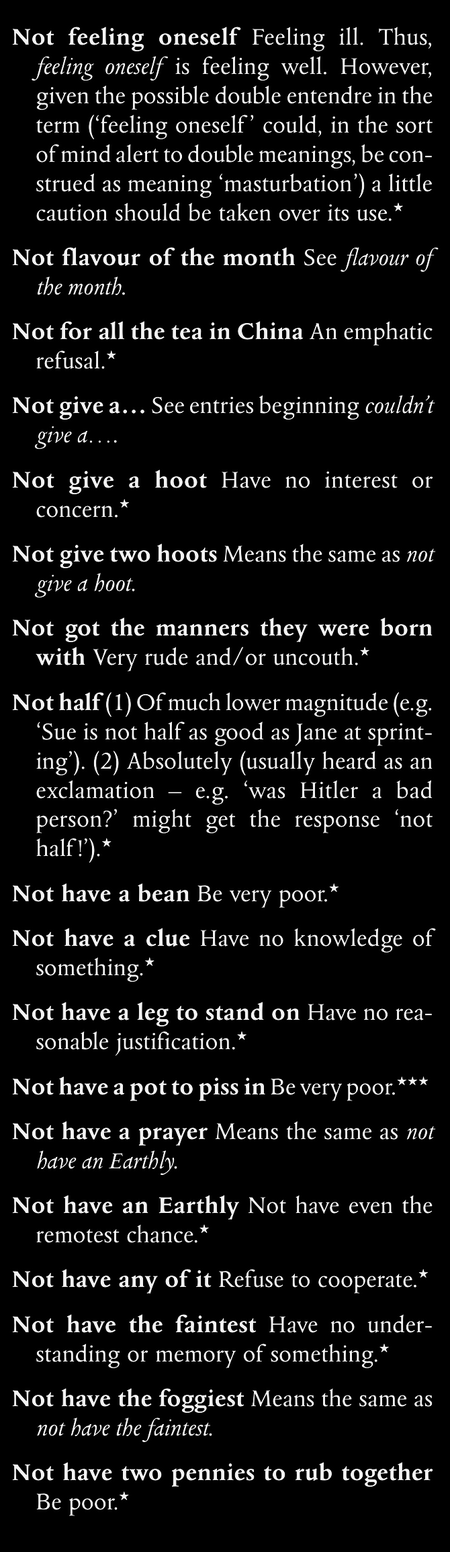 Not feeling oneself Feeling ill. Thus,
feeling oneself is feeling well. However,
given the possible double entendre in the
term (‘feeling oneself’ could, in the sort
of mind alert to double meanings, be con-
strued as meaning ‘masturbation’) a little
caution should be taken over its use.★
Not flavour of the month See flavour of
the month.
Not for all the tea in China An emphatic
refusal.★
Not give a… See entries beginning couldn’t
give a….
Not give a hoot Have no interest or
concern.★
Not give two hoots Means the same as not
give a hoot.
Not got the manners they were born
with Very rude and/or uncouth.★
Not half (1) Of much lower magnitude (e.g.
‘Sue is not half as good as Jane at sprint-
ing’). (2) Absolutely (usually heard as an
exclamation – e.g. ‘was Hitler a bad
person?’ might get the response ‘not
half!’).★
Not have a bean Be very poor.★
Not have a clue Have no knowledge of
something.★
Not have a leg to stand on Have no rea-
sonable justification.★
Not have a pot to piss in Be very poor.★★★
Not have a prayer Means the same as not
have an Earthly.
Not have an Earthly Not have even the
remotest chance.★
Not have any of it Refuse to cooperate.★
Not have the faintest Have no under-
standing or memory of something.★
Not have the foggiest Means the same as
not have the faintest.
Not have two pennies to rub together
Be poor.★